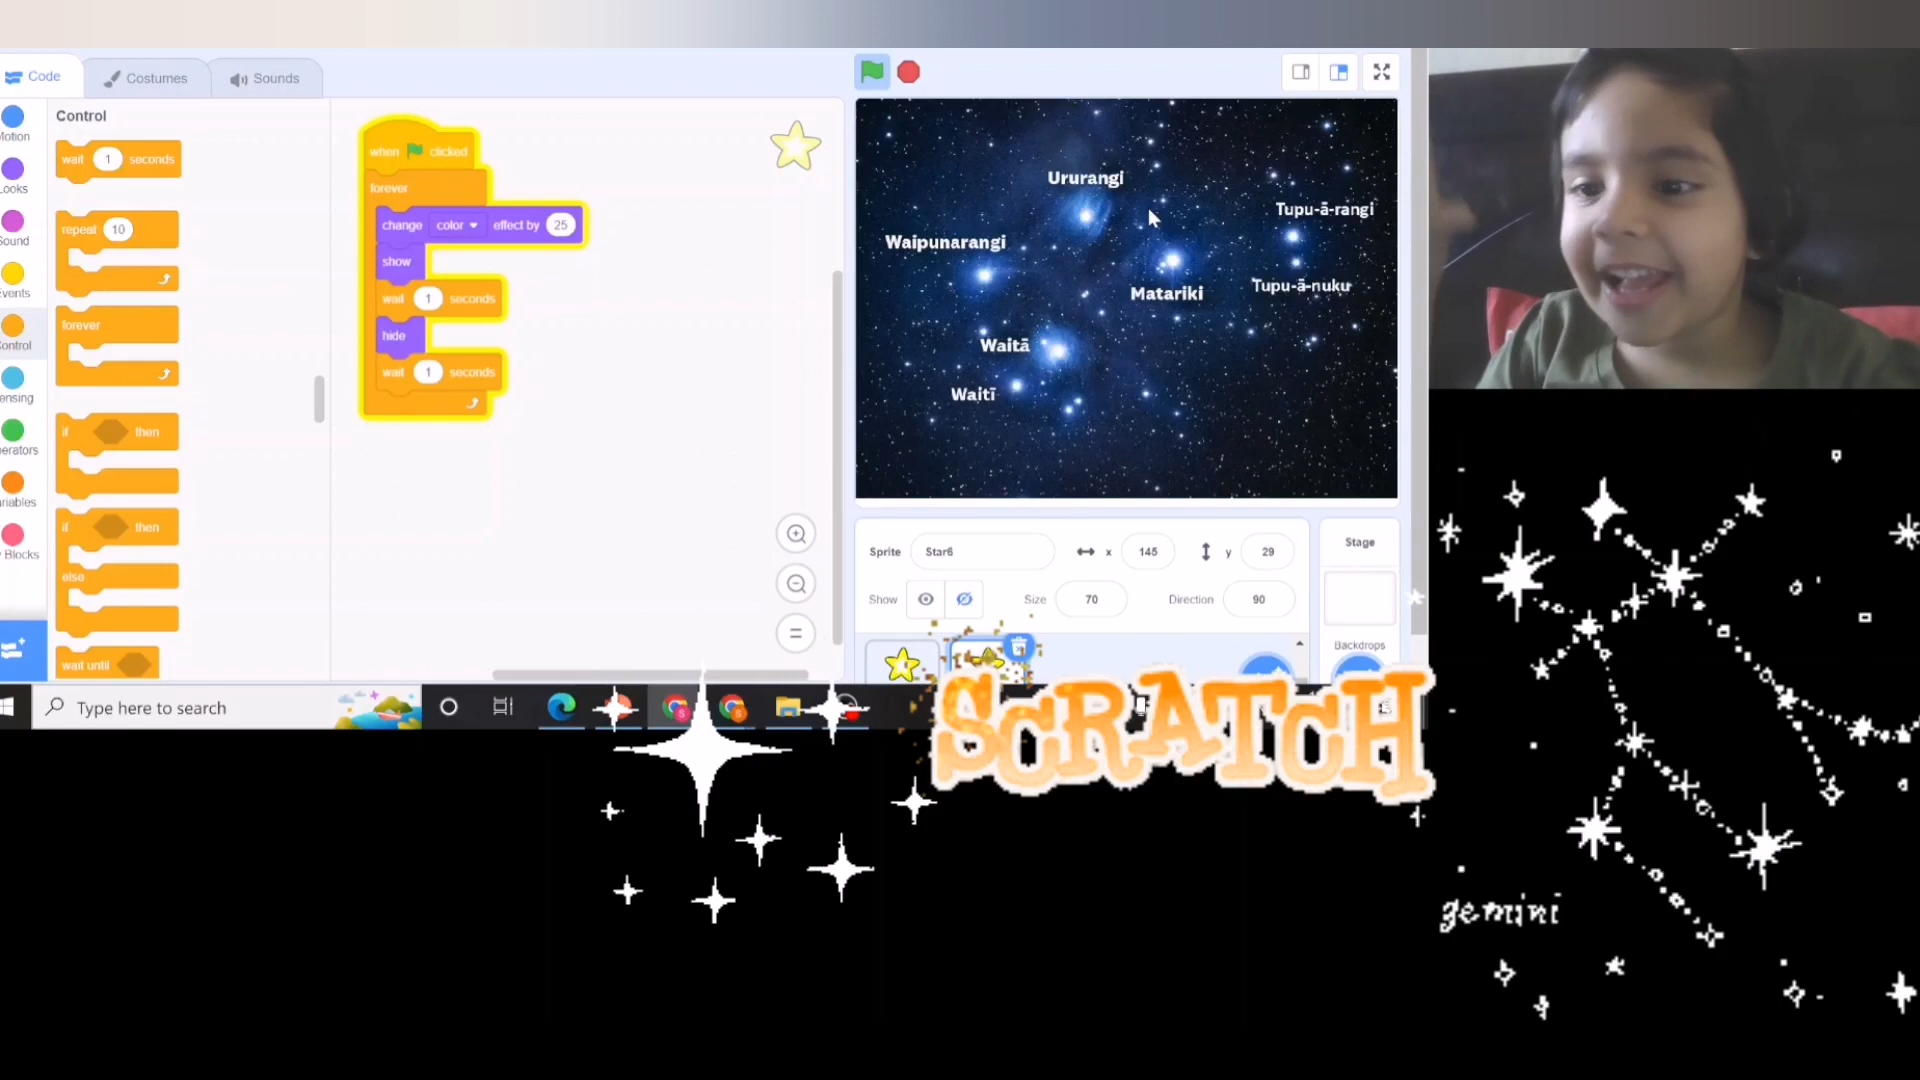 Code
Costumes
Sounds
Motion
Looks
Sound
Events
Control
ensing
erators
ariables
Blocks
Control
wait 1 seconds
repeat 10
forever
if then
if then
else
wait until
when clicked
forever
change color effect by 25
show
wait 1 seconds
hide
wait 1 seconds
Ururangi
Tupu-ā-rangi
Waipunarangi
Tupu-ā-nuku
Matariki
Waitā
Waitī
Sprite Star6 x 145 y 29
Show Size 70 Direction 90
Stage
Backdrops
Type here to search
SCRATCH
gemini